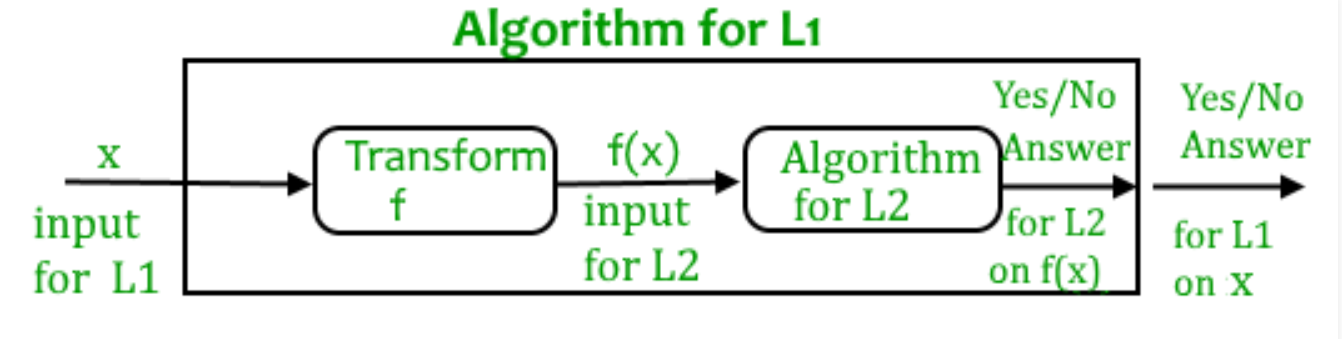 Algorithm for L1
x
input
for L1
Transform
f
f(x)
input
for L2
Algorithm
for L2
Yes/No
Answer
for L2
on f(x)
Yes/No
Answer
for L1
on x